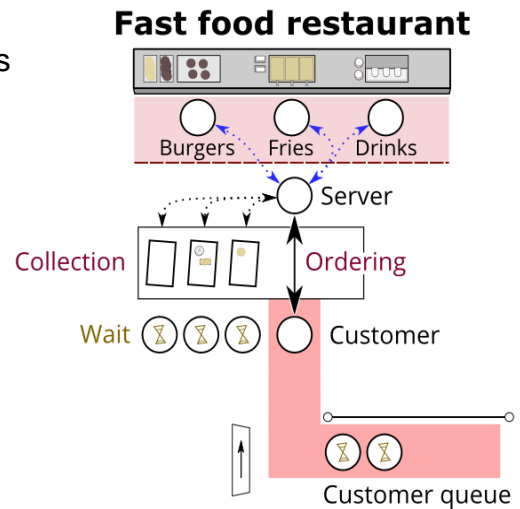 Fast food restaurant
s
Burgers Fries Drinks
Server
Collection Ordering
Wait Customer
Customer queue